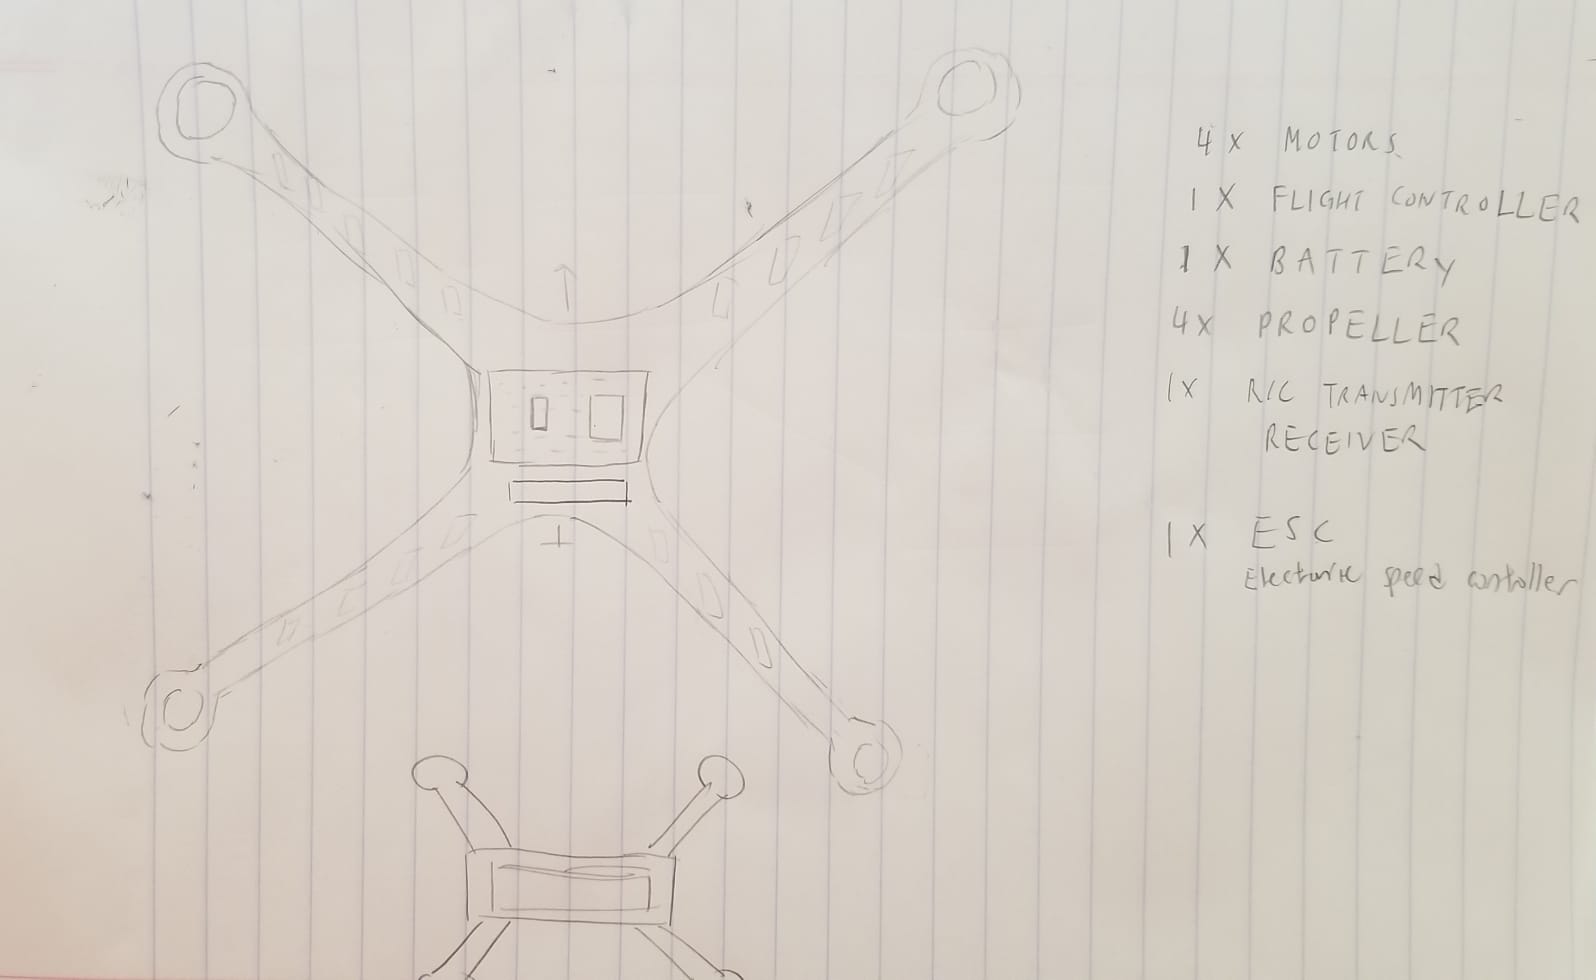 4 X MOTORS
1 X FLIGHT CONTROLLER
1 X BATTERY
4X PROPELLER
1X R/C TRANSMITTER
RECEIVER
1 X ESC
Electronic speed controller